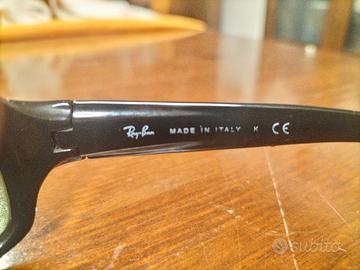 Ray-Ban MADE IN ITALY K CE
subito